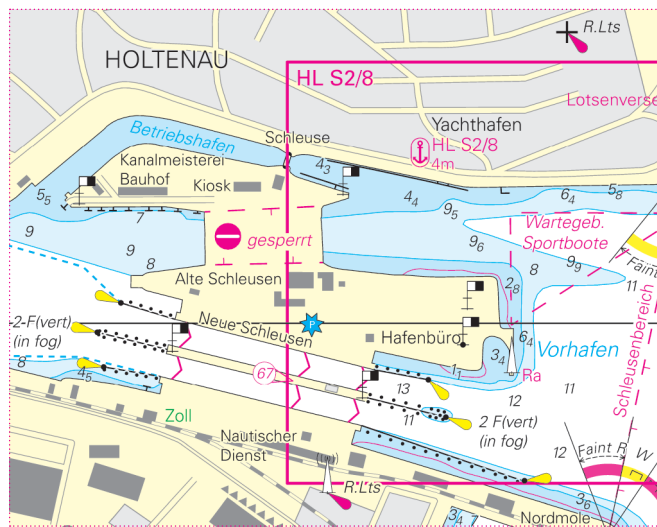 R.Lts
HOLTENAU
HL S2/8
Lotsenverse
Betriebshafen
Schleuse
Yachthafen
HL S2/8
4m
Kanalmeisterei
Bauhof
Kiosk
4₃
5₅
7
4₄
9₅
6₄
5₈
9
9
8
gesperrt
9₆
Wartegeb.
Sportboote
8
9₉
Faint
11
Alte Schleusen
2₈
2-F(vert)
(in fog)
Neue Schleusen
P
Hafenbüro
6₄
Vorhafen
3₄
1₇
Ra
8
4₅
67
13
12
11
Schleusenbereich
Zoll
11
2 F(vert)
(in fog)
Nautischer
Dienst
12
Faint R
W
R.Lts
3₆
Nordmole
3₄
7